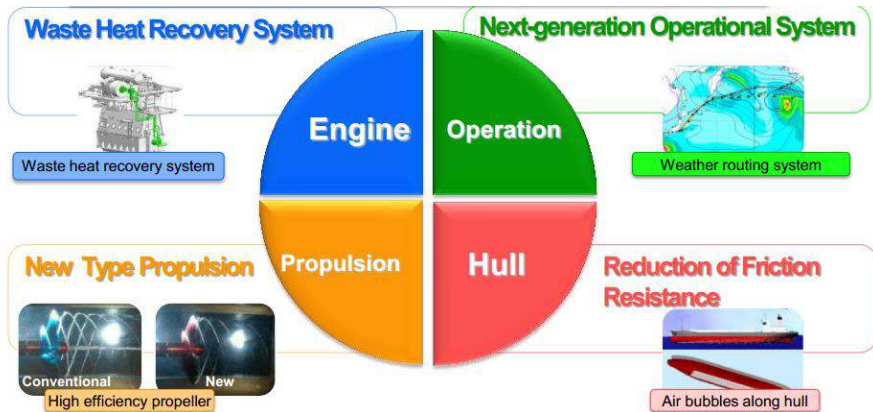 Waste Heat Recovery System
Next-generation Operational System
Engine
Operation
Waste heat recovery system
Weather routing system
Propulsion
Hull
New Type Propulsion
Reduction of Friction
Resistance
Conventional
New
High efficiency propeller
Air bubbles along hull